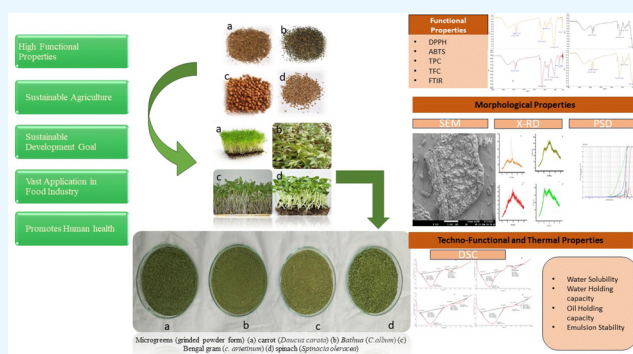 High Functional
Properties
Sustainable Agriculture
Sustainable
Development Goal
Vast Application in
Food Industry
Promotes Human health
a
b
c
d
a
b
c
d
a
b
c
d
Microgreens (grinded powder form) (a) carrot (Daucus carota) (b) Bathua (C.album) (c)
Bengal gram (c. arietinum) (d) spinach (Spinacia oleracea)
Functional
Properties
• DPPH
• ABTS
• TPC
• TFC
• FTIR
Morphological Properties
SEM
X-RD
PSD
Techno-Functional and Thermal Properties
DSC
• Water Solubility
• Water Holding
capacity
• Oil Holding
capacity
• Emulsion Stability